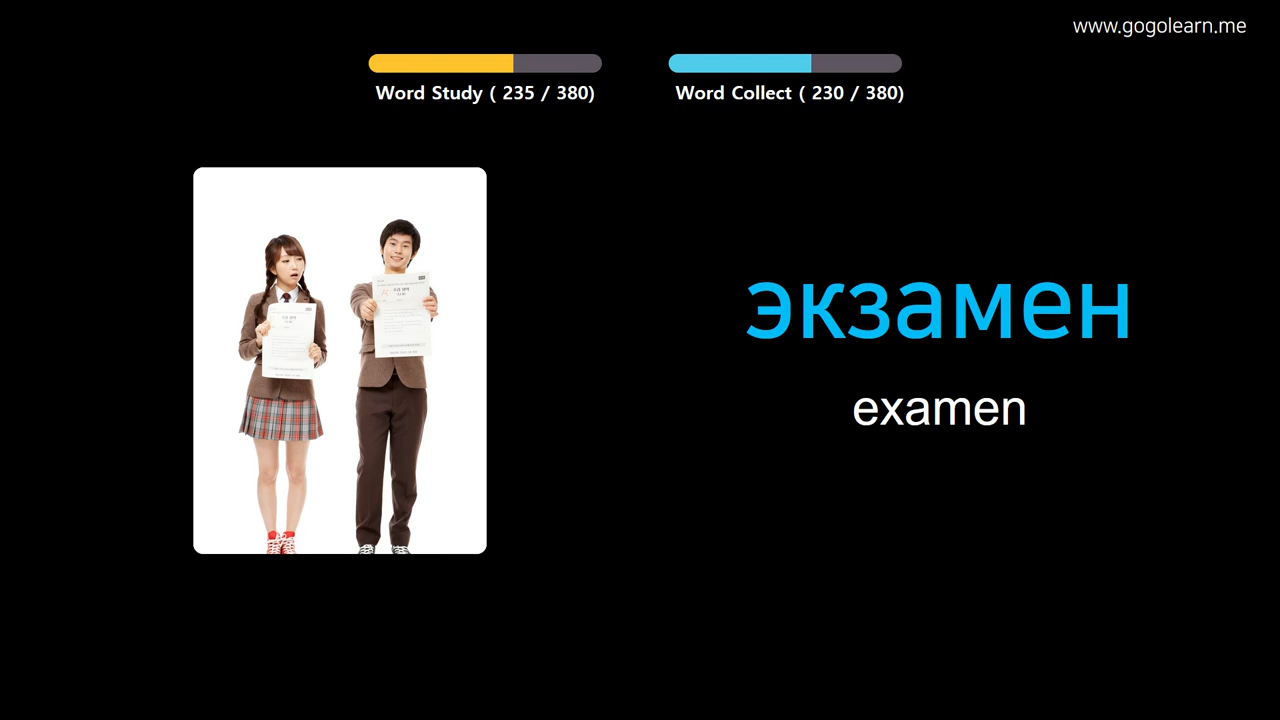 www.gogolearn.me
Word Study ( 235 / 380)
Word Collect ( 230 / 380)
экзамен
examen